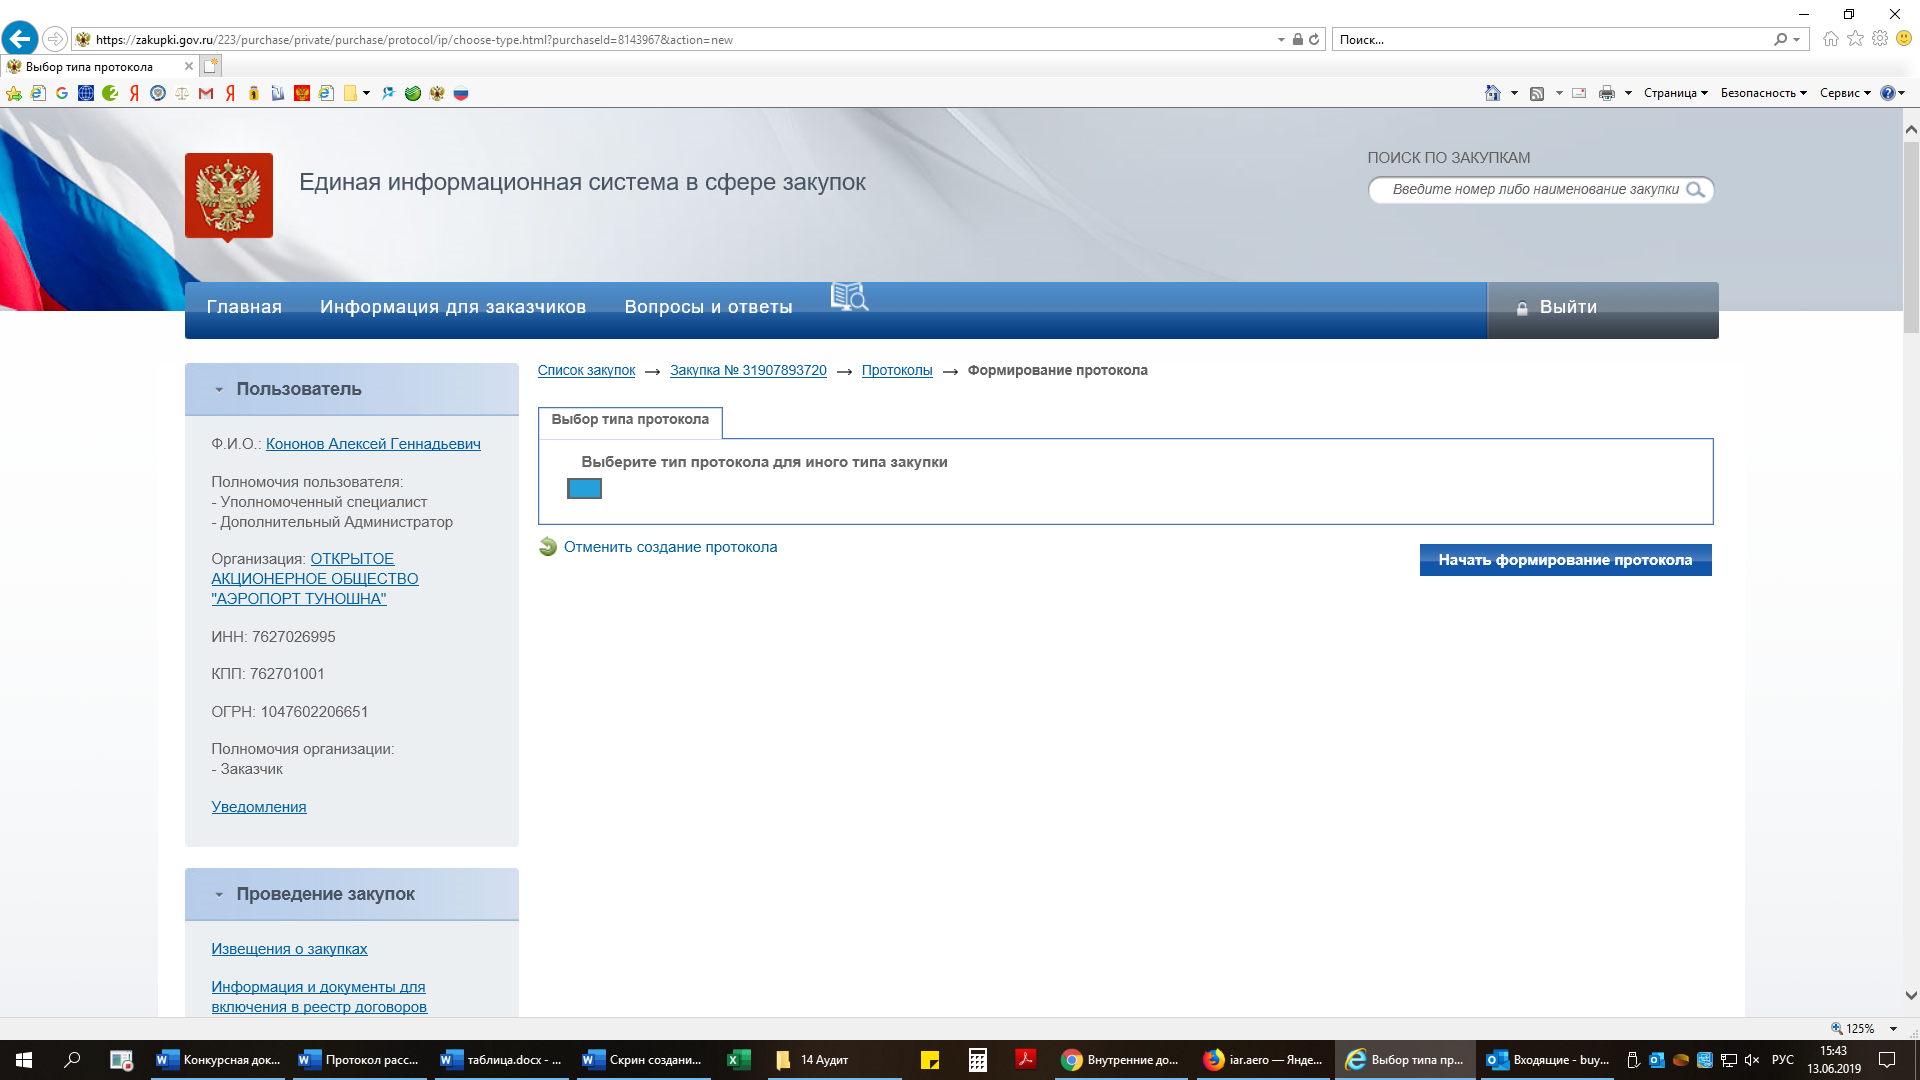 https://zakupki.gov.ru/223/purchase/private/purchase/protocol/ip/choose-type.html?purchaseId=8143967&action=new
Поиск...
Выбор типа протокола
Страница
Безопасность
Сервис
Единая информационная система в сфере закупок
ПОИСК ПО ЗАКУПКАМ
Введите номер либо наименование закупки
Главная
Информация для заказчиков
Вопросы и ответы
Выйти
Пользователь
Ф.И.О.: Кононов Алексей Геннадьевич
Полномочия пользователя:
- Уполномоченный специалист
- Дополнительный Администратор
Организация: ОТКРЫТОЕ
АКЦИОНЕРНОЕ ОБЩЕСТВО
"АЭРОПОРТ ТУНОШНА"
ИНН: 7627026995
КПП: 762701001
ОГРН: 1047602206651
Полномочия организации:
- Заказчик
Уведомления
Проведение закупок
Извещения о закупках
Информация и документы для
включения в реестр договоров
Список закупок → Закупка № 31907893720 → Протоколы → Формирование протокола
Выбор типа протокола
Выберите тип протокола для иного типа закупки
Отменить создание протокола
Начать формирование протокола
125%
Конкурсная док...
Протокол расс...
таблица.docx - ...
Скрин создани...
14 Аудит
Внутренние до...
iar.aero — Янде...
Выбор типа пр...
Входящие - buy...
РУС
15:43
13.06.2019